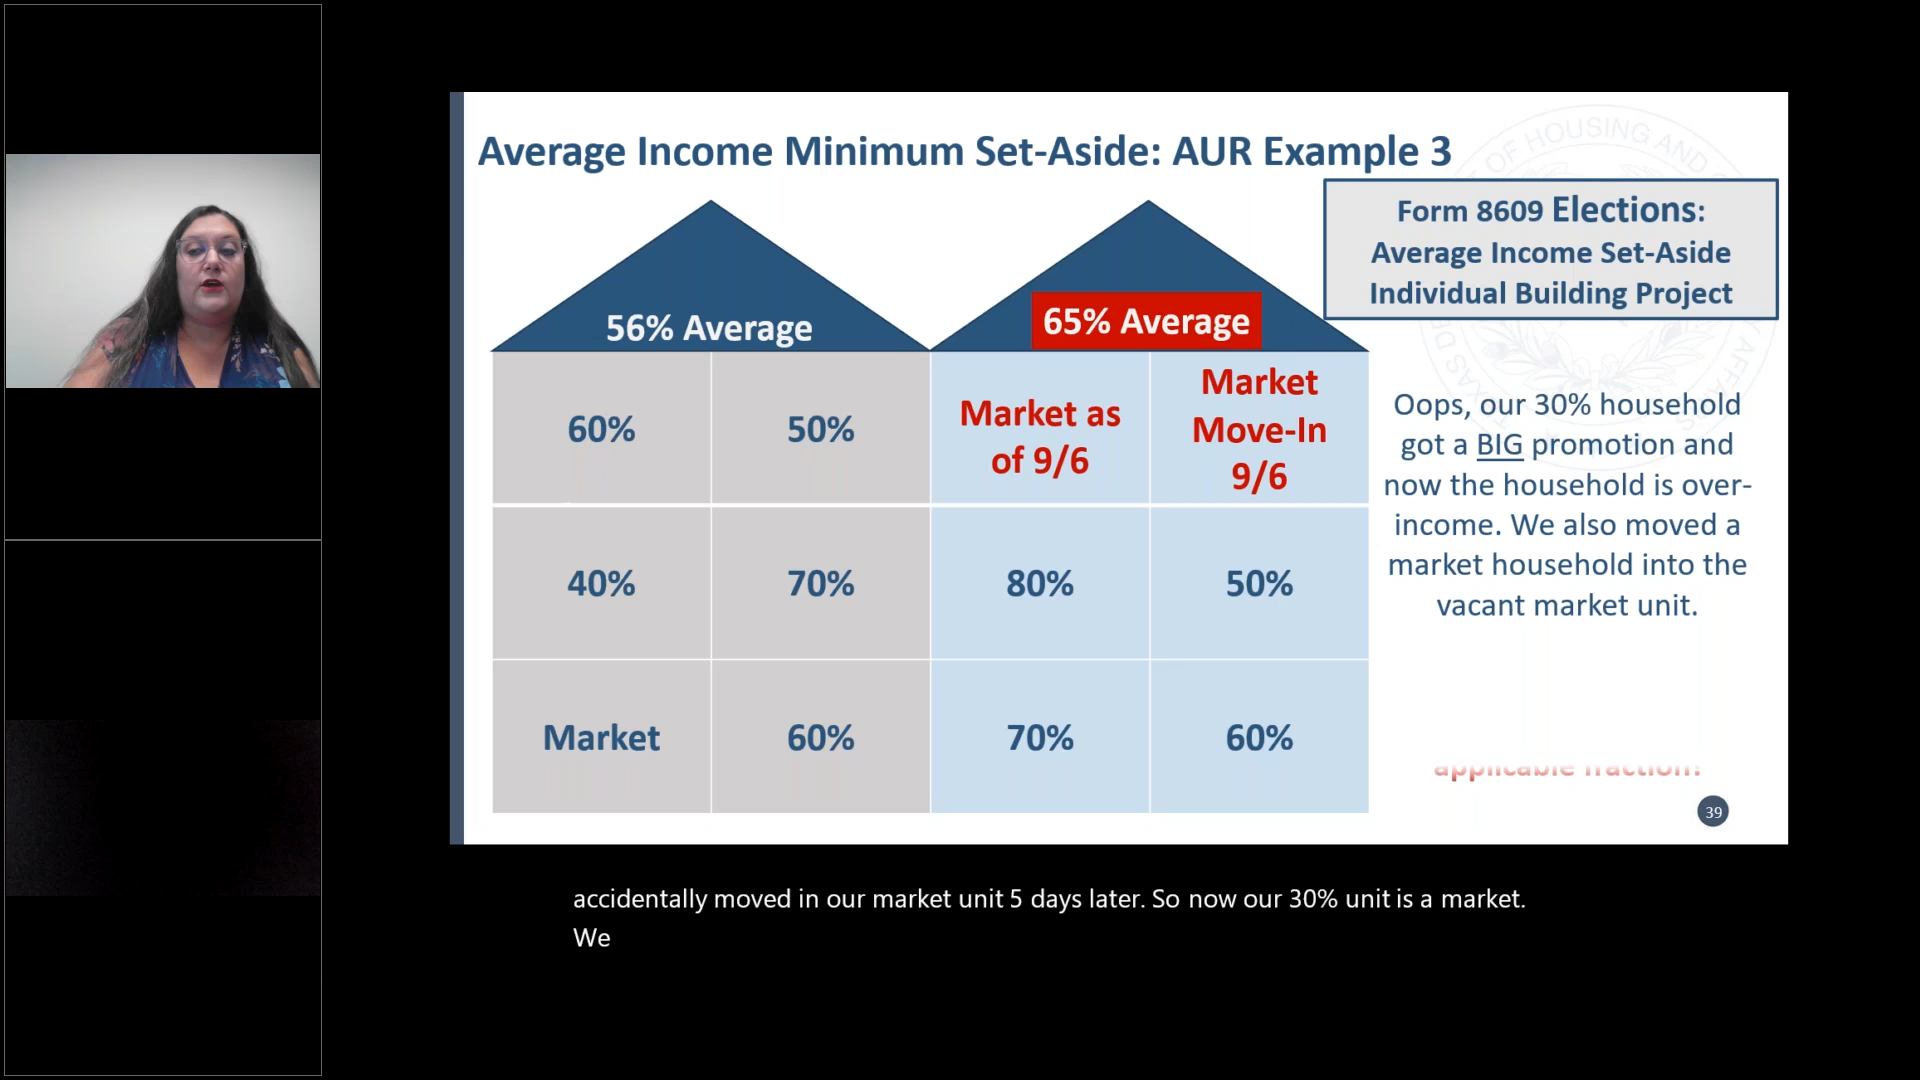 Average Income Minimum Set-Aside: AUR Example 3
Form 8609 Elections:
Average Income Set-Aside
Individual Building Project
56% Average
65% Average
60%
50%
Market as
of 9/6
Market
Move-In
9/6
40%
70%
80%
50%
Market
60%
70%
60%
Oops, our 30% household
got a BIG promotion and
now the household is over-
income. We also moved a
market household into the
vacant market unit.
applicable fraction!
39
accidentally moved in our market unit 5 days later. So now our 30% unit is a market.
We